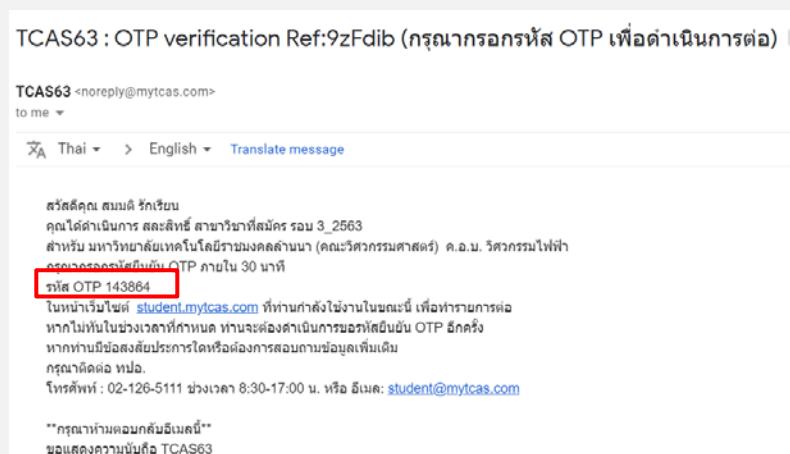 TCAS63 : OTP verification Ref:9zFdib (กรุณากรอกรหัส OTP เพื่อดำเนินการต่อ)
TCAS63 <noreply@mytcas.com>
to me
Thai > English Translate message
สวัสดีคุณ สมมติ รักเรียน
คุณได้ดำเนินการ สละสิทธิ์ สาขาวิชาที่สมัคร รอบ 3_2563
สำหรับ มหาวิทยาลัยเทคโนโลยีราชมงคลล้านนา (คณะวิศวกรรมศาสตร์) ค.อ.บ. วิศวกรรมไฟฟ้า
กรุณากรอกรหัสยืนยัน OTP ภายใน 30 นาที
รหัส OTP 143864
ในหน้าเว็บไซต์ student.mytcas.com ที่ท่านกำลังใช้งานในขณะนี้ เพื่อทำรายการต่อ
หากไม่ทันในช่วงเวลาที่กำหนด ท่านจะต้องดำเนินการขอรหัสยืนยัน OTP อีกครั้ง
หากท่านมีข้อสงสัยประการใดหรือต้องการสอบถามข้อมูลเพิ่มเติม
กรุณาติดต่อ ทปอ.
โทรศัพท์ : 02-126-5111 ช่วงเวลา 8:30-17:00 น. หรือ อีเมล: student@mytcas.com
**กรุณาห้ามตอบกลับอีเมลนี้**
ขอแสดงความนับถือ TCAS63